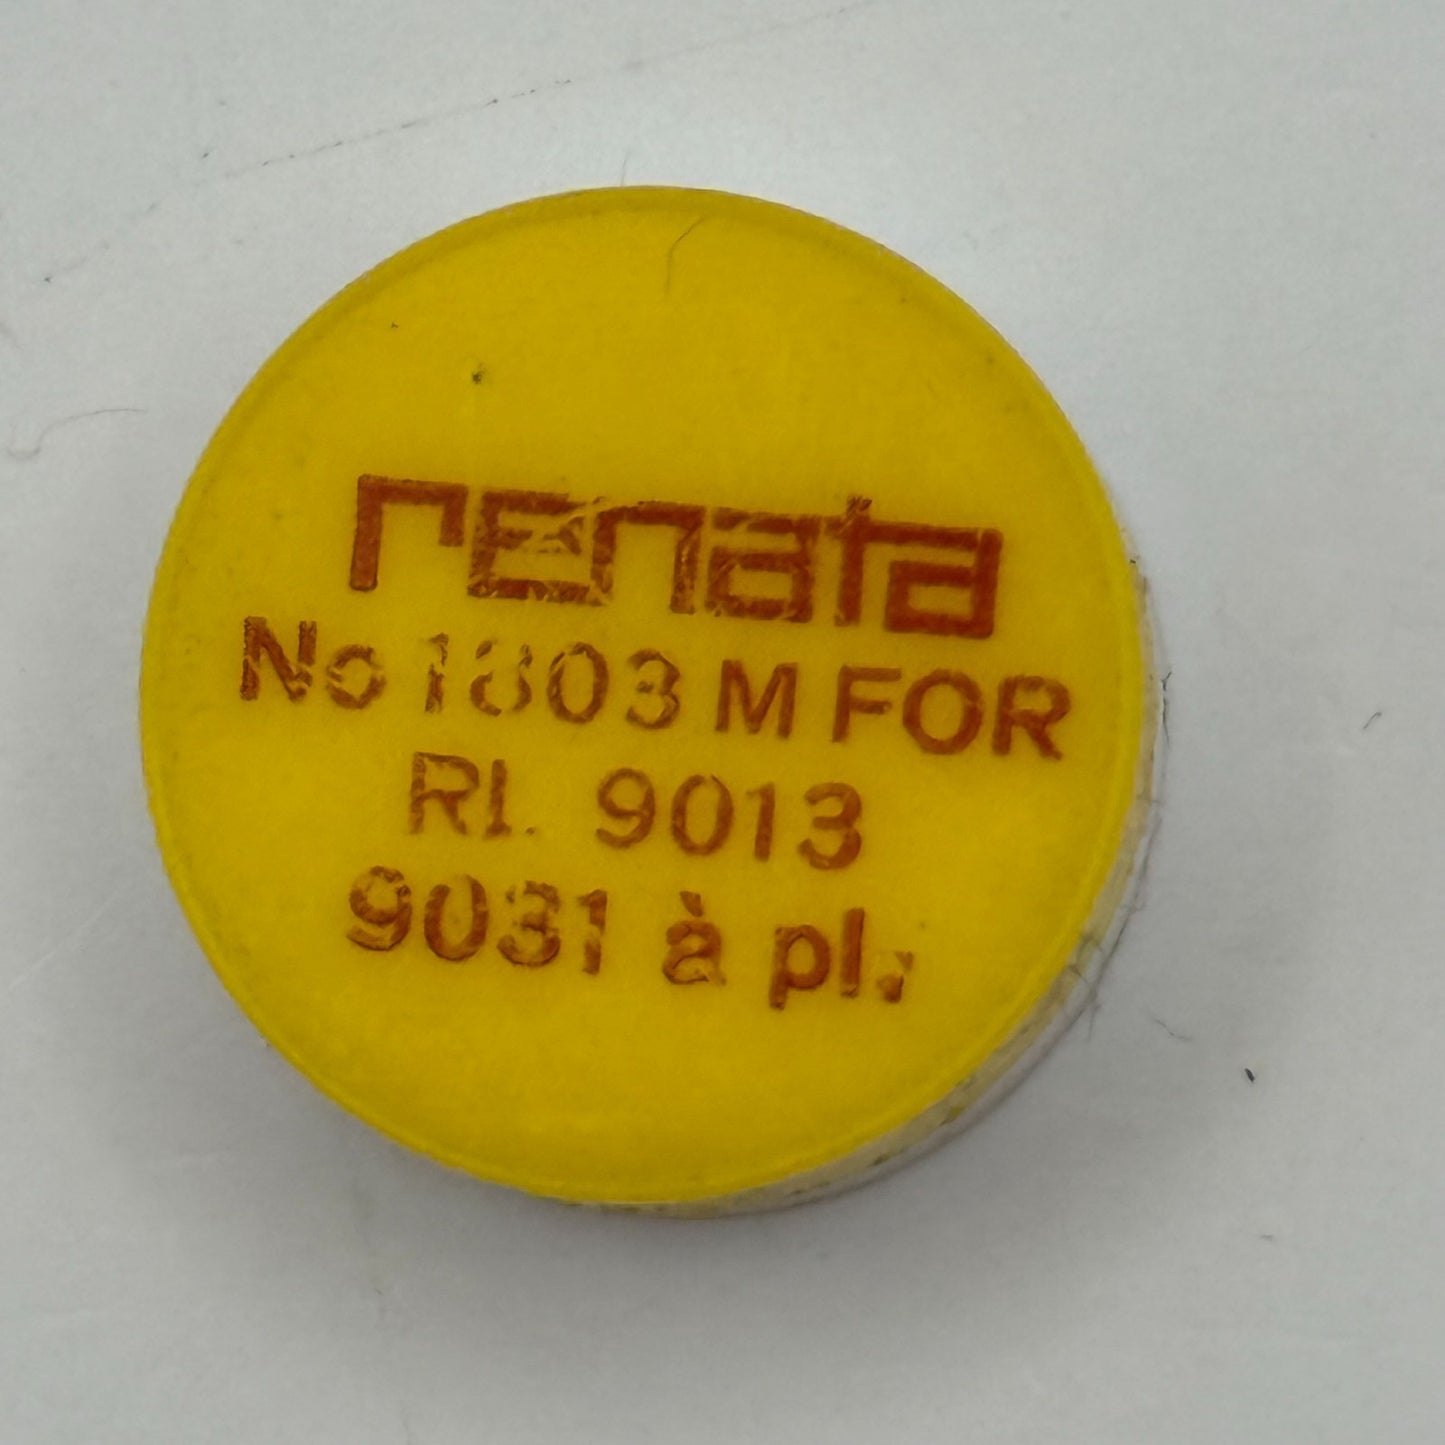 renata
No 1803 M FOR
RL 9013
9031 à pl.